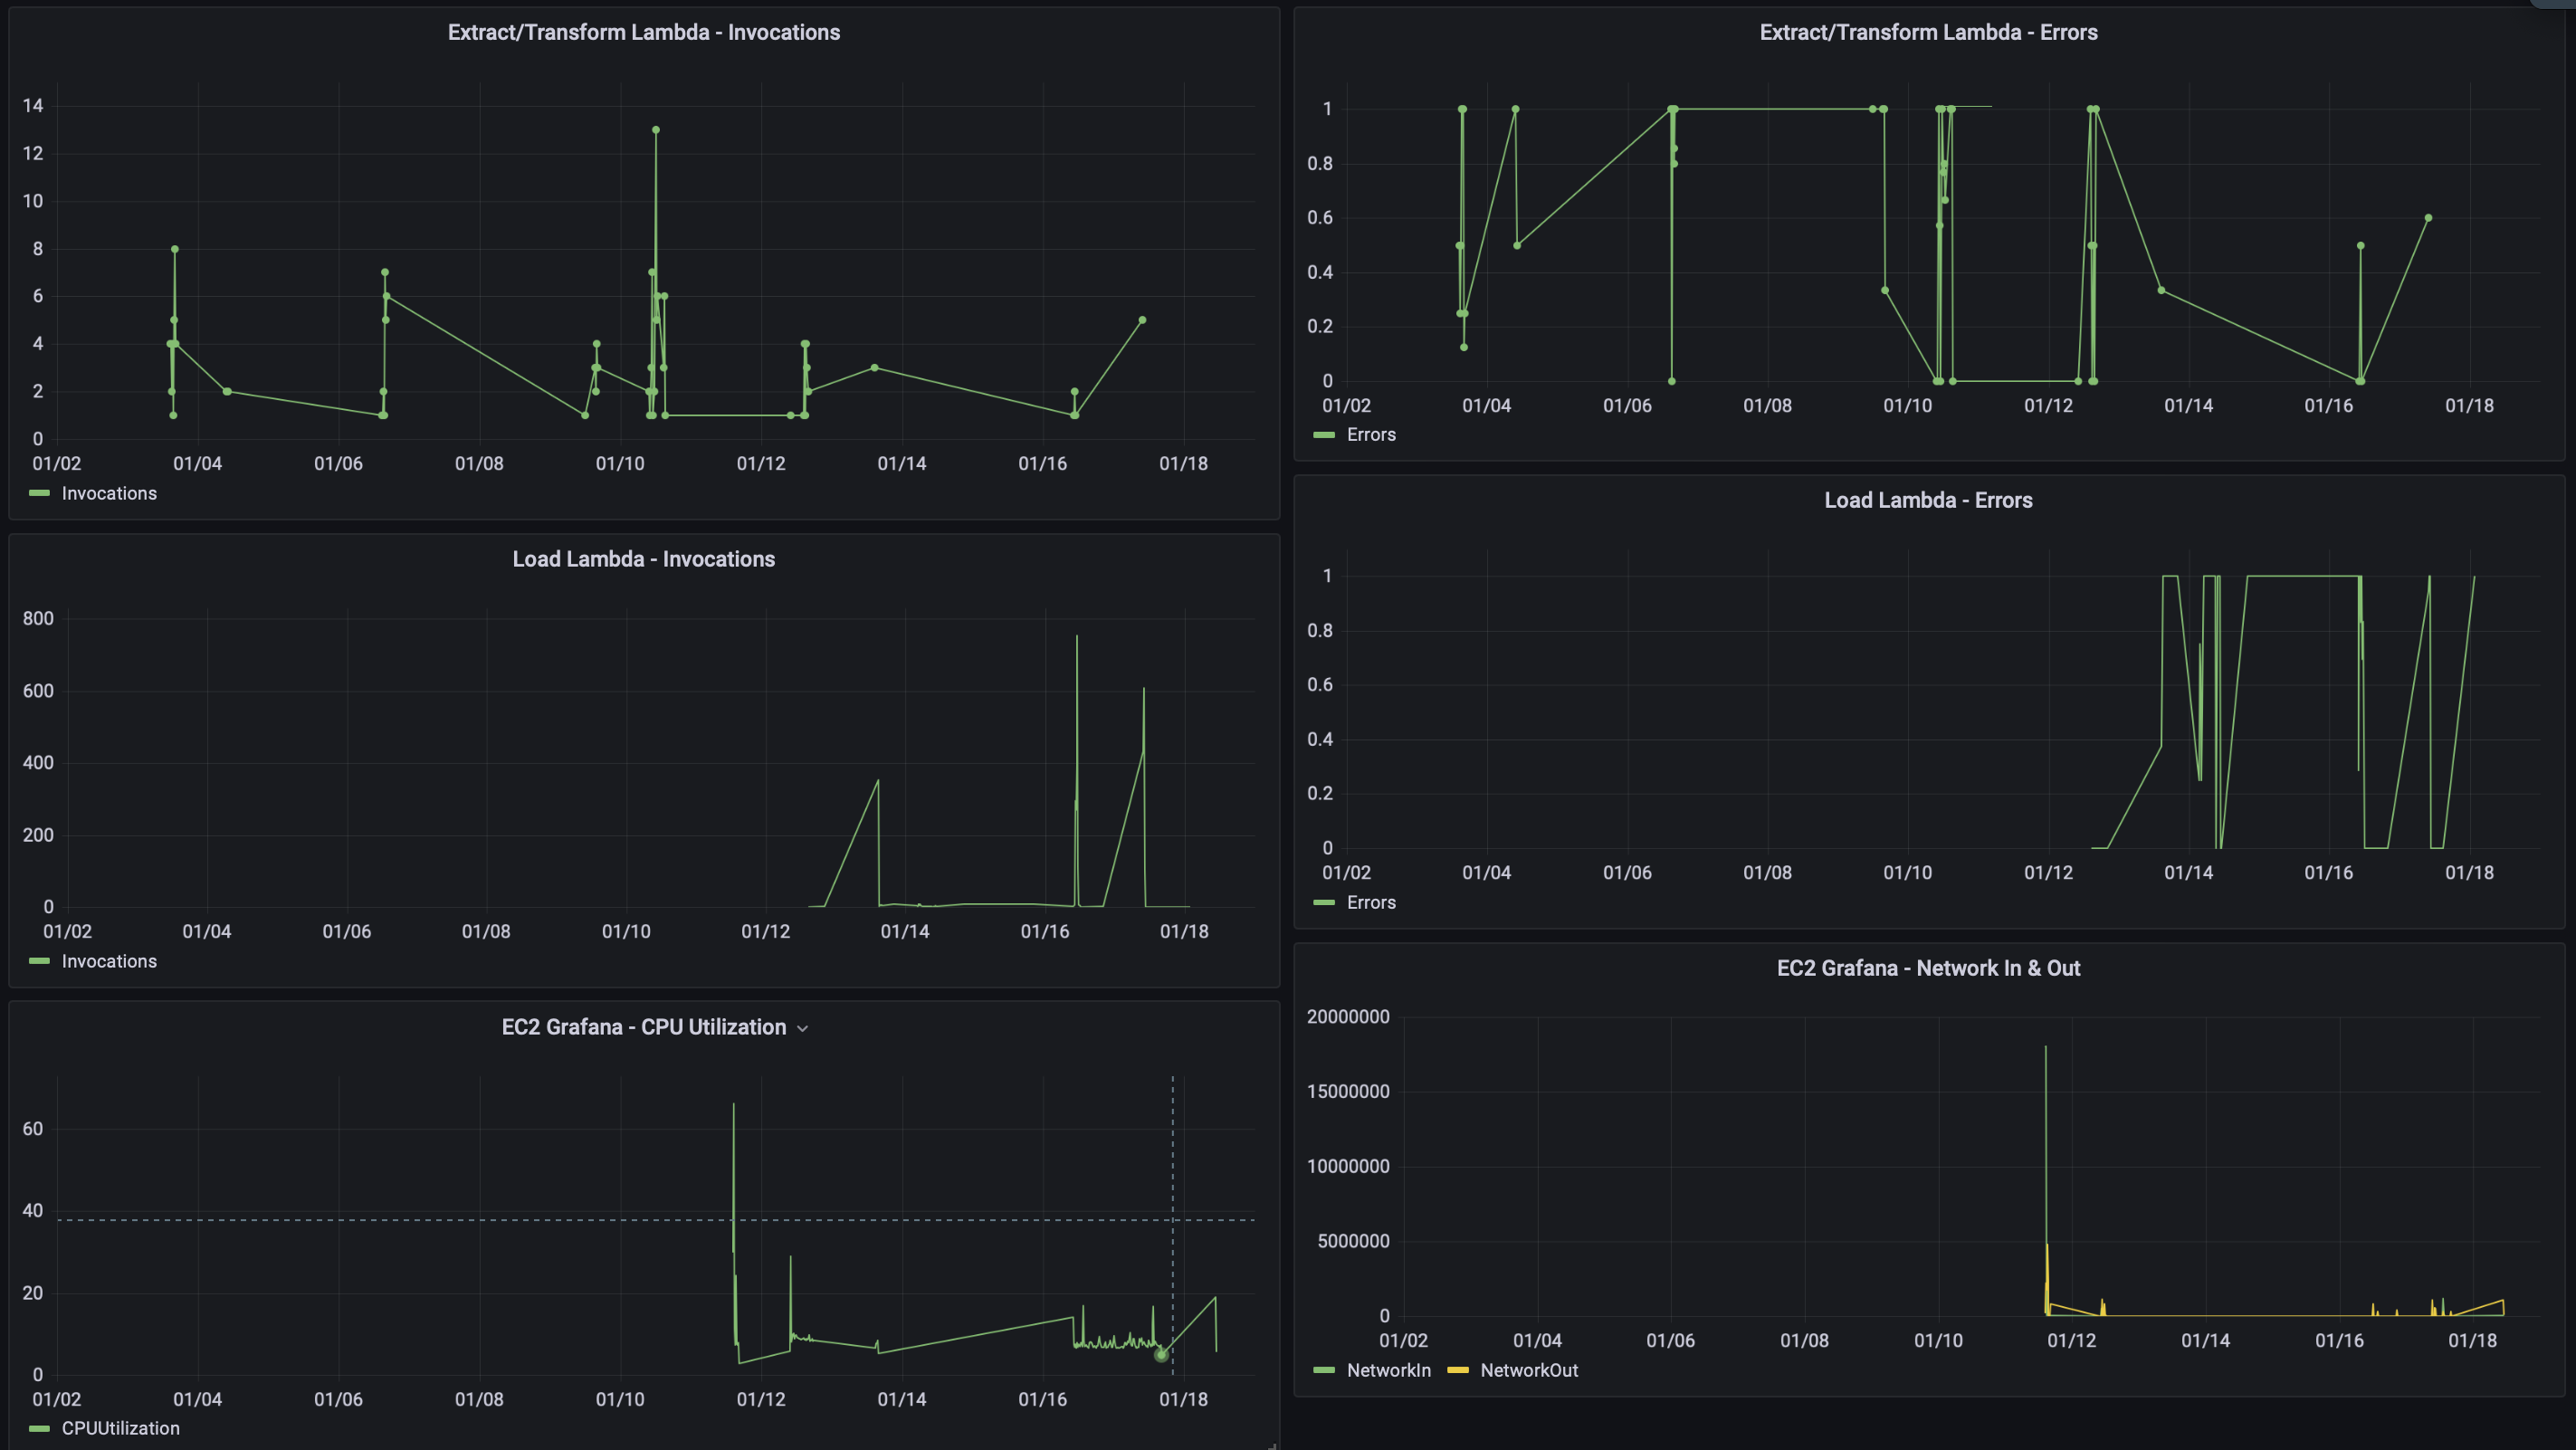 Extract/Transform Lambda - Invocations
14
12
10
8
6
4
2
0
01/02 01/04 01/06 01/08 01/10 01/12 01/14 01/16 01/18
Invocations
Extract/Transform Lambda - Errors
1
0.8
0.6
0.4
0.2
0
01/02 01/04 01/06 01/08 01/10 01/12 01/14 01/16 01/18
Errors
Load Lambda - Invocations
800
600
400
200
0
01/02 01/04 01/06 01/08 01/10 01/12 01/14 01/16 01/18
Invocations
Load Lambda - Errors
1
0.8
0.6
0.4
0.2
0
01/02 01/04 01/06 01/08 01/10 01/12 01/14 01/16 01/18
Errors
EC2 Grafana - CPU Utilization
60
40
20
0
01/02 01/04 01/06 01/08 01/10 01/12 01/14 01/16 01/18
CPUUtilization
EC2 Grafana - Network In & Out
20000000
15000000
10000000
5000000
0
01/02 01/04 01/06 01/08 01/10 01/12 01/14 01/16 01/18
NetworkIn NetworkOut